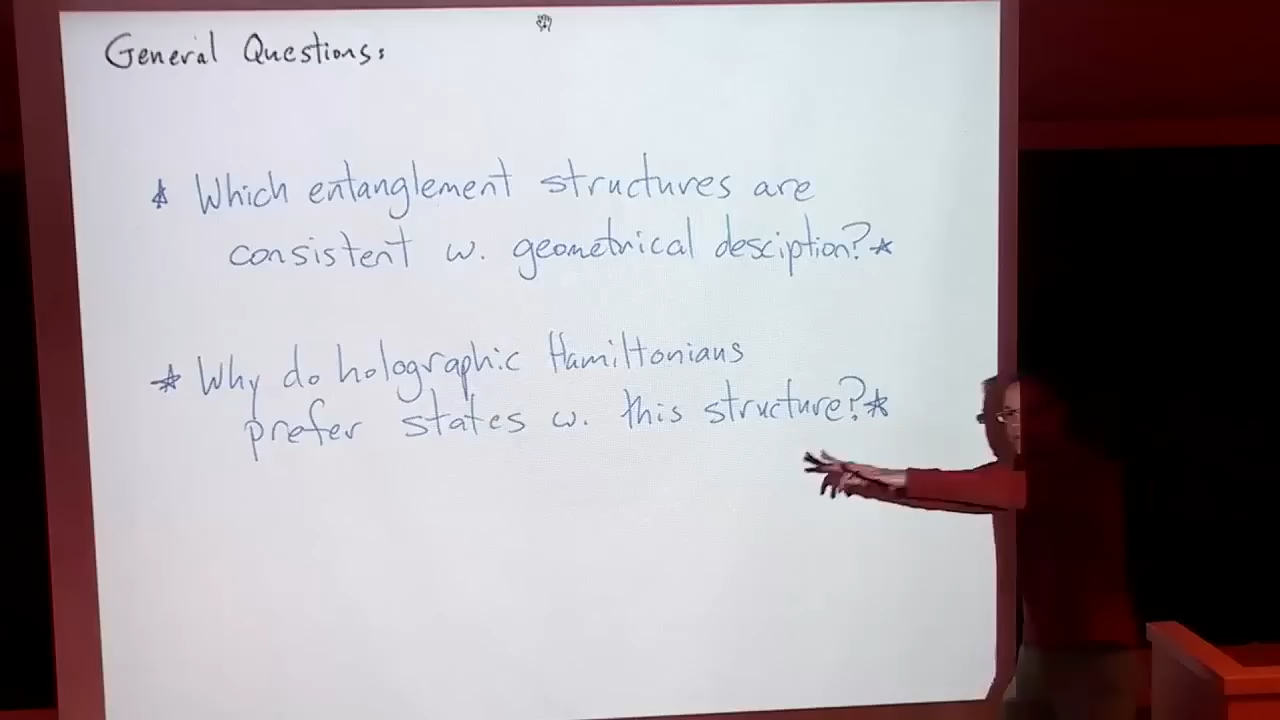 General Questions:
* Which entanglement structures are
consistent w. geometrical desciption?*
* Why do holographic Hamiltonians
prefer states w. this structure?*